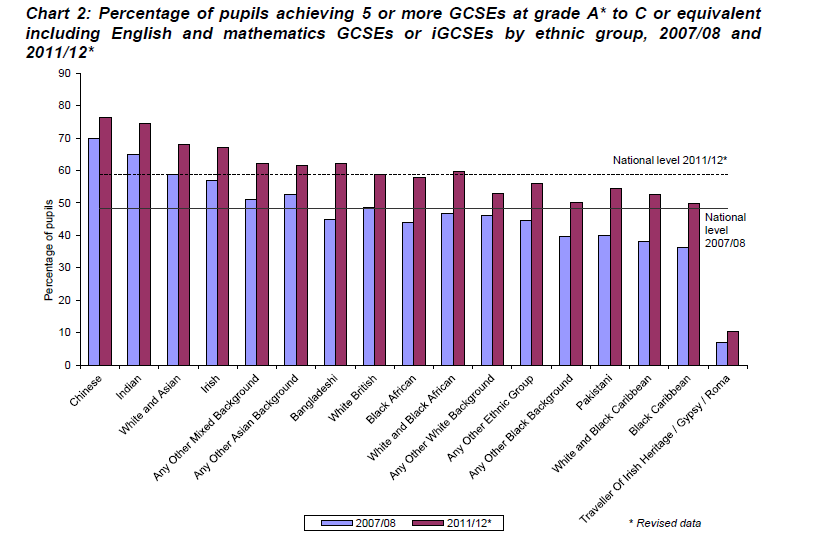 Chart 2: Percentage of pupils achieving 5 or more GCSEs at grade A* to C or equivalent
including English and mathematics GCSEs or iGCSEs by ethnic group, 2007/08 and
2011/12*
Percentage of pupils
90
80
70
60
50
40
30
20
10
0
National level 2011/12*
National
level
2007/08
Chinese
Indian
White and Asian
Irish
Any Other Mixed Background
Any Other Asian Background
Bangladeshi
White British
Black African
White and Black African
Any Other White Background
Any Other Ethnic Group
Any Other Black Background
Pakistani
White and Black Caribbean
Black Caribbean
Traveller Of Irish Heritage / Gypsy / Roma
2007/08
2011/12*
* Revised data